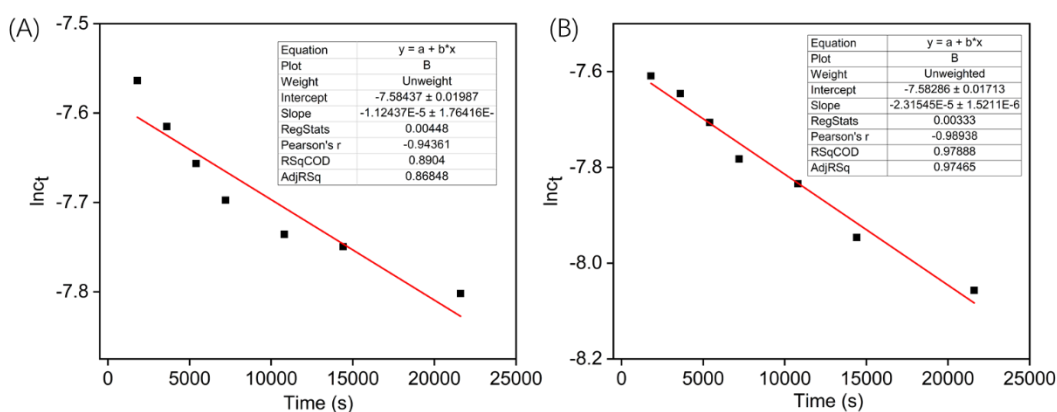 (A)
-7.5
-7.6
-7.7
-7.8
lnc_t
0 5000 10000 15000 20000 25000
Time (s)
Equation y = a + b*x
Plot B
Weight Unweight
Intercept -7.58437 ± 0.01987
Slope -1.12437E-5 ± 1.76416E-
RegStats 0.00448
Pearson's r -0.94361
RSqCOD 0.8904
AdjRSq 0.86848
(B)
-7.6
-7.8
-8.0
-8.2
lnc_t
0 5000 10000 15000 20000 25000
Time (s)
Equation y = a + b*x
Plot B
Weight Unweighted
Intercept -7.58286 ± 0.01713
Slope -2.31545E-5 ± 1.5211E-6
RegStats 0.00333
Pearson's r -0.98938
RSqCOD 0.97888
AdjRSq 0.97465